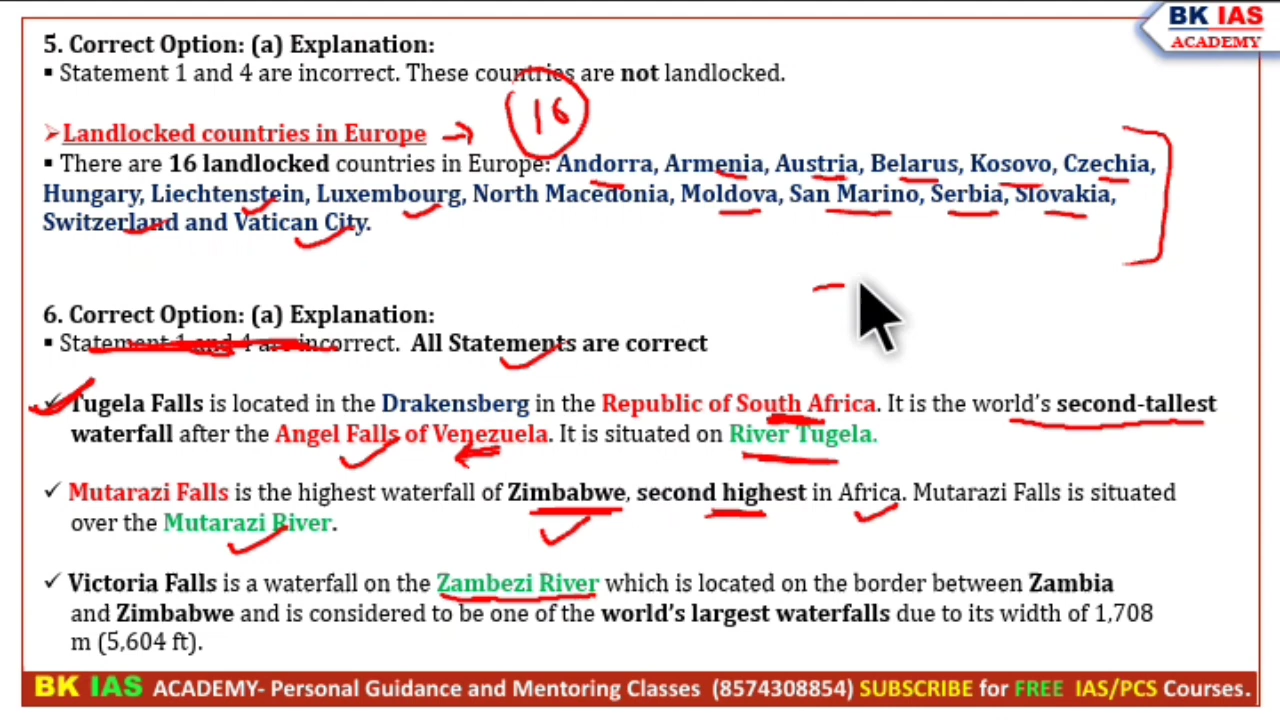 BK IAS
ACADEMY
5. Correct Option: (a) Explanation:
▪ Statement 1 and 4 are incorrect. These countries are not landlocked.
16
➢Landlocked countries in Europe →
▪ There are 16 landlocked countries in Europe: Andorra, Armenia, Austria, Belarus, Kosovo, Czechia,
Hungary, Liechtenstein, Luxembourg, North Macedonia, Moldova, San Marino, Serbia, Slovakia,
Switzerland and Vatican City.
6. Correct Option: (a) Explanation:
▪ Statement 1 and 4 are incorrect. All Statements are correct
✓ Tugela Falls is located in the Drakensberg in the Republic of South Africa. It is the world's second-tallest
waterfall after the Angel Falls of Venezuela. It is situated on River Tugela.
✓ Mutarazi Falls is the highest waterfall of Zimbabwe, second highest in Africa. Mutarazi Falls is situated
over the Mutarazi River.
✓ Victoria Falls is a waterfall on the Zambezi River which is located on the border between Zambia
and Zimbabwe and is considered to be one of the world's largest waterfalls due to its width of 1,708
m (5,604 ft).
BK IAS ACADEMY- Personal Guidance and Mentoring Classes (8574308854) SUBSCRIBE for FREE IAS/PCS Courses.